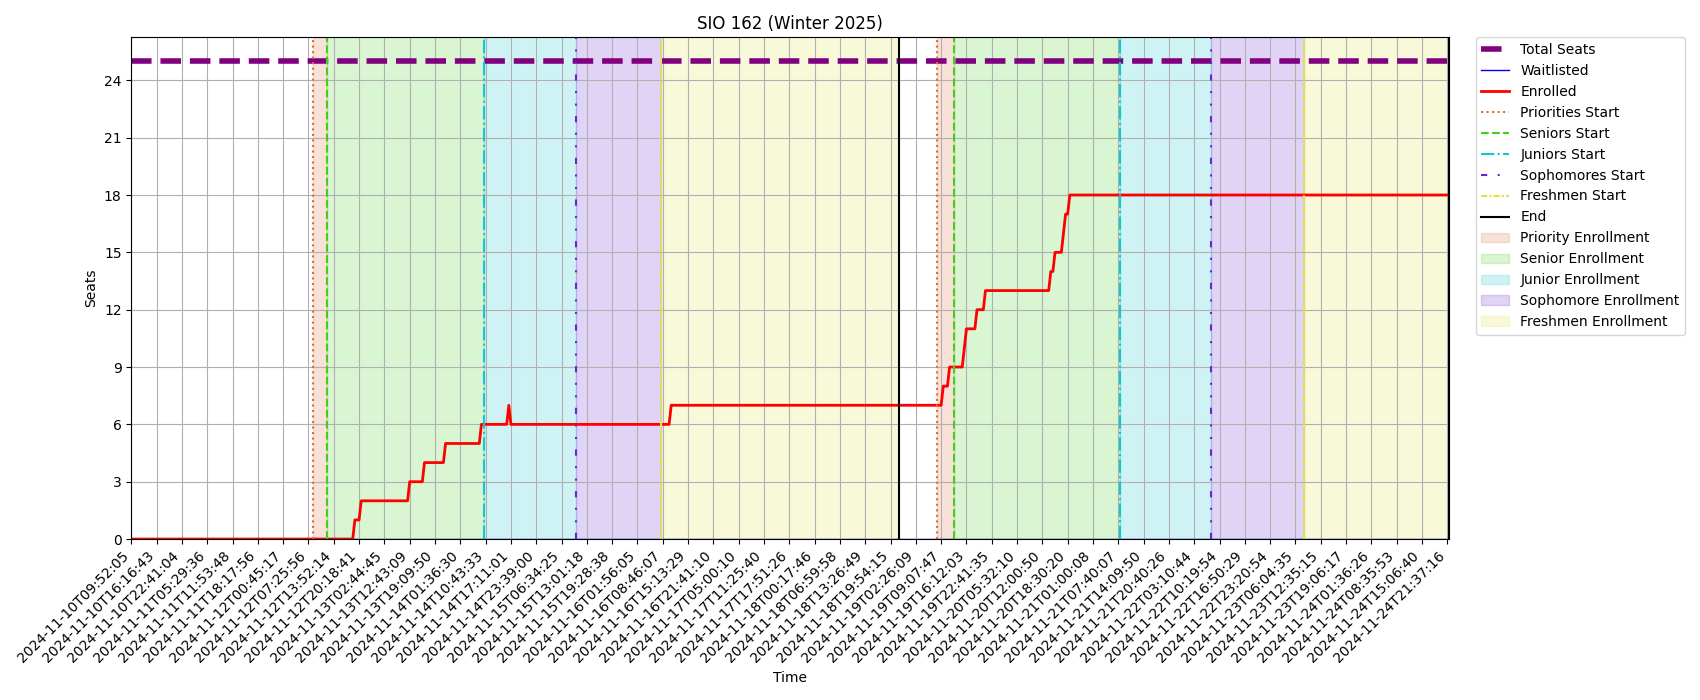 SIO 162 (Winter 2025)
Seats
24
21
18
15
12
9
6
3
0
2024-11-10T09:52:05
2024-11-10T16:16:43
2024-11-10T22:41:04
2024-11-11T05:29:36
2024-11-11T11:53:48
2024-11-11T18:17:56
2024-11-12T00:45:17
2024-11-12T07:25:56
2024-11-12T13:52:14
2024-11-12T20:18:41
2024-11-13T02:44:45
2024-11-13T12:43:09
2024-11-13T19:09:50
2024-11-14T01:36:30
2024-11-14T10:43:33
2024-11-14T17:11:01
2024-11-14T23:39:00
2024-11-15T06:34:25
2024-11-15T13:01:18
2024-11-15T19:28:38
2024-11-16T01:56:05
2024-11-16T08:46:07
2024-11-16T15:13:29
2024-11-16T21:41:10
2024-11-17T05:00:16
2024-11-17T11:25:40
2024-11-17T17:51:26
2024-11-18T00:17:46
2024-11-18T06:59:58
2024-11-18T13:26:49
2024-11-18T19:54:15
2024-11-19T02:26:09
2024-11-19T09:07:47
2024-11-19T16:12:03
2024-11-19T22:41:35
2024-11-20T05:32:10
2024-11-20T12:00:50
2024-11-20T18:30:20
2024-11-21T01:00:08
2024-11-21T07:40:07
2024-11-21T14:09:50
2024-11-21T20:40:26
2024-11-22T03:10:44
2024-11-22T10:19:54
2024-11-22T16:50:29
2024-11-22T23:20:54
2024-11-23T06:04:35
2024-11-23T12:35:15
2024-11-23T19:06:17
2024-11-24T01:36:26
2024-11-24T08:35:53
2024-11-24T15:06:40
2024-11-24T21:37:16
Time
Total Seats
Waitlisted
Enrolled
Priorities Start
Seniors Start
Juniors Start
Sophomores Start
Freshmen Start
End
Priority Enrollment
Senior Enrollment
Junior Enrollment
Sophomore Enrollment
Freshmen Enrollment